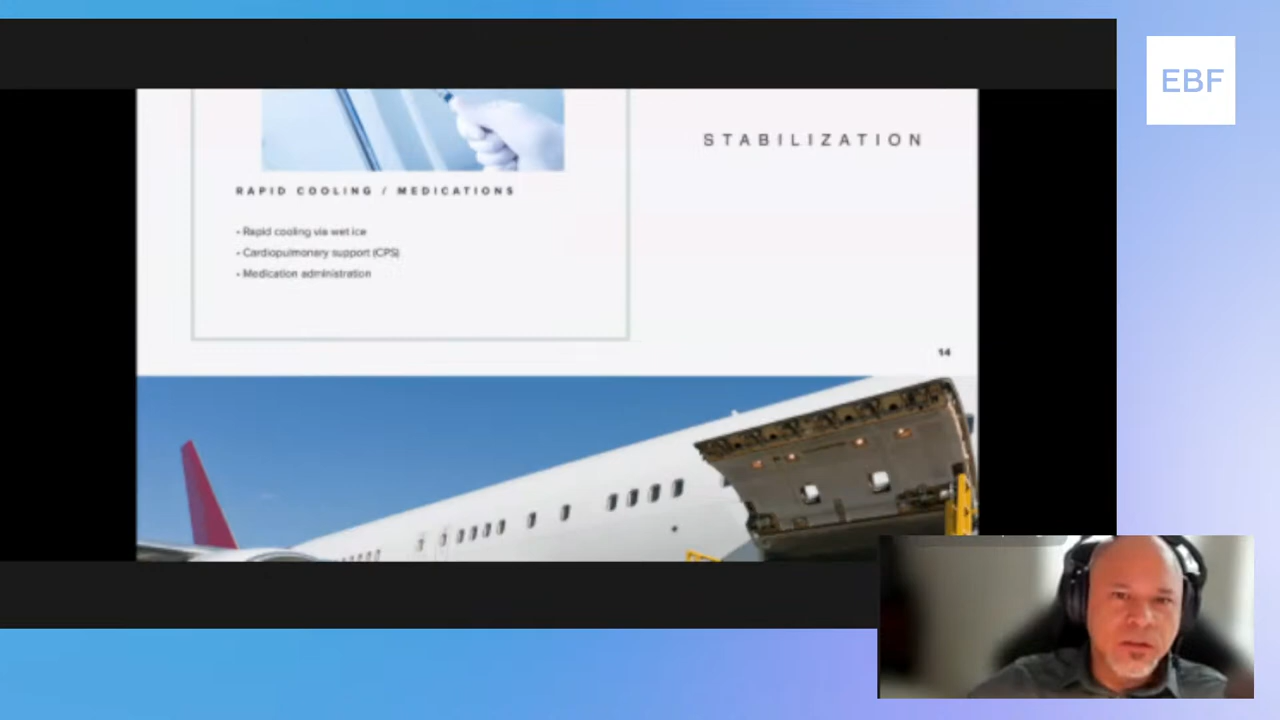 EBF
STABILIZATION
RAPID COOLING / MEDICATIONS
• Rapid cooling via wet ice
• Cardiopulmonary support (CPS)
• Medication administration
14